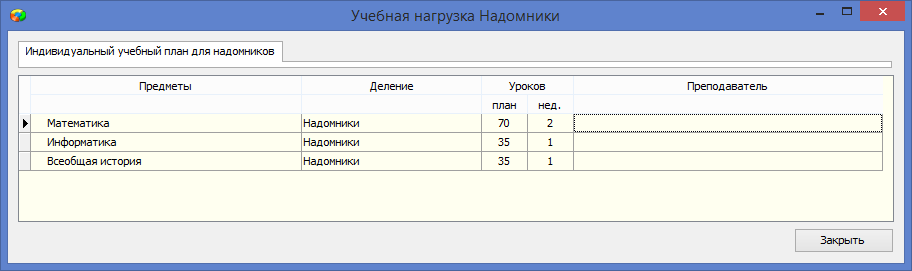 Учебная нагрузка Надомники
Индивидуальный учебный план для надомников
Предметы Деление Уроков Преподаватель
план нед.
Математика Надомники 70 2
Информатика Надомники 35 1
Всеобщая история Надомники 35 1
Закрыть